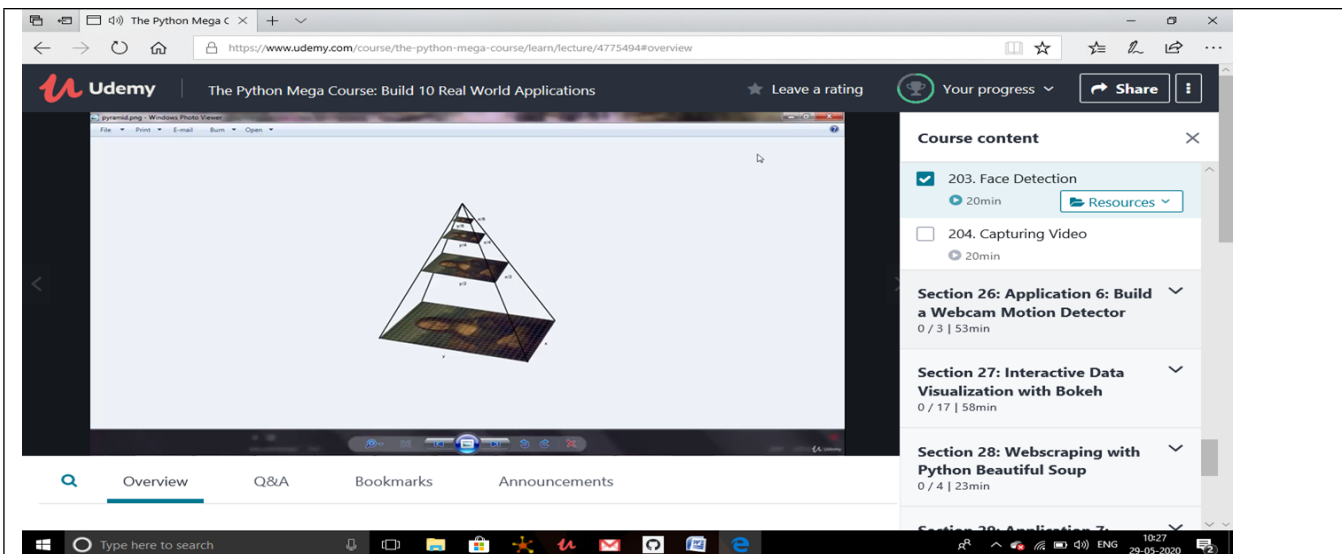 The Python Mega C
https://www.udemy.com/course/the-python-mega-course/learn/lecture/4775494#overview
Udemy
The Python Mega Course: Build 10 Real World Applications
Leave a rating
Your progress
Share
pyramid.png - Windows Photo Viewer
File Print E-mail Burn Open
Course content
203. Face Detection
20min
Resources
204. Capturing Video
20min
Section 26: Application 6: Build
a Webcam Motion Detector
0 / 3 | 53min
Section 27: Interactive Data
Visualization with Bokeh
0 / 17 | 58min
Section 28: Webscraping with
Python Beautiful Soup
0 / 4 | 23min
Section 29: Application 7:
Overview Q&A Bookmarks Announcements
Type here to search
ENG
10:27
29-05-2020